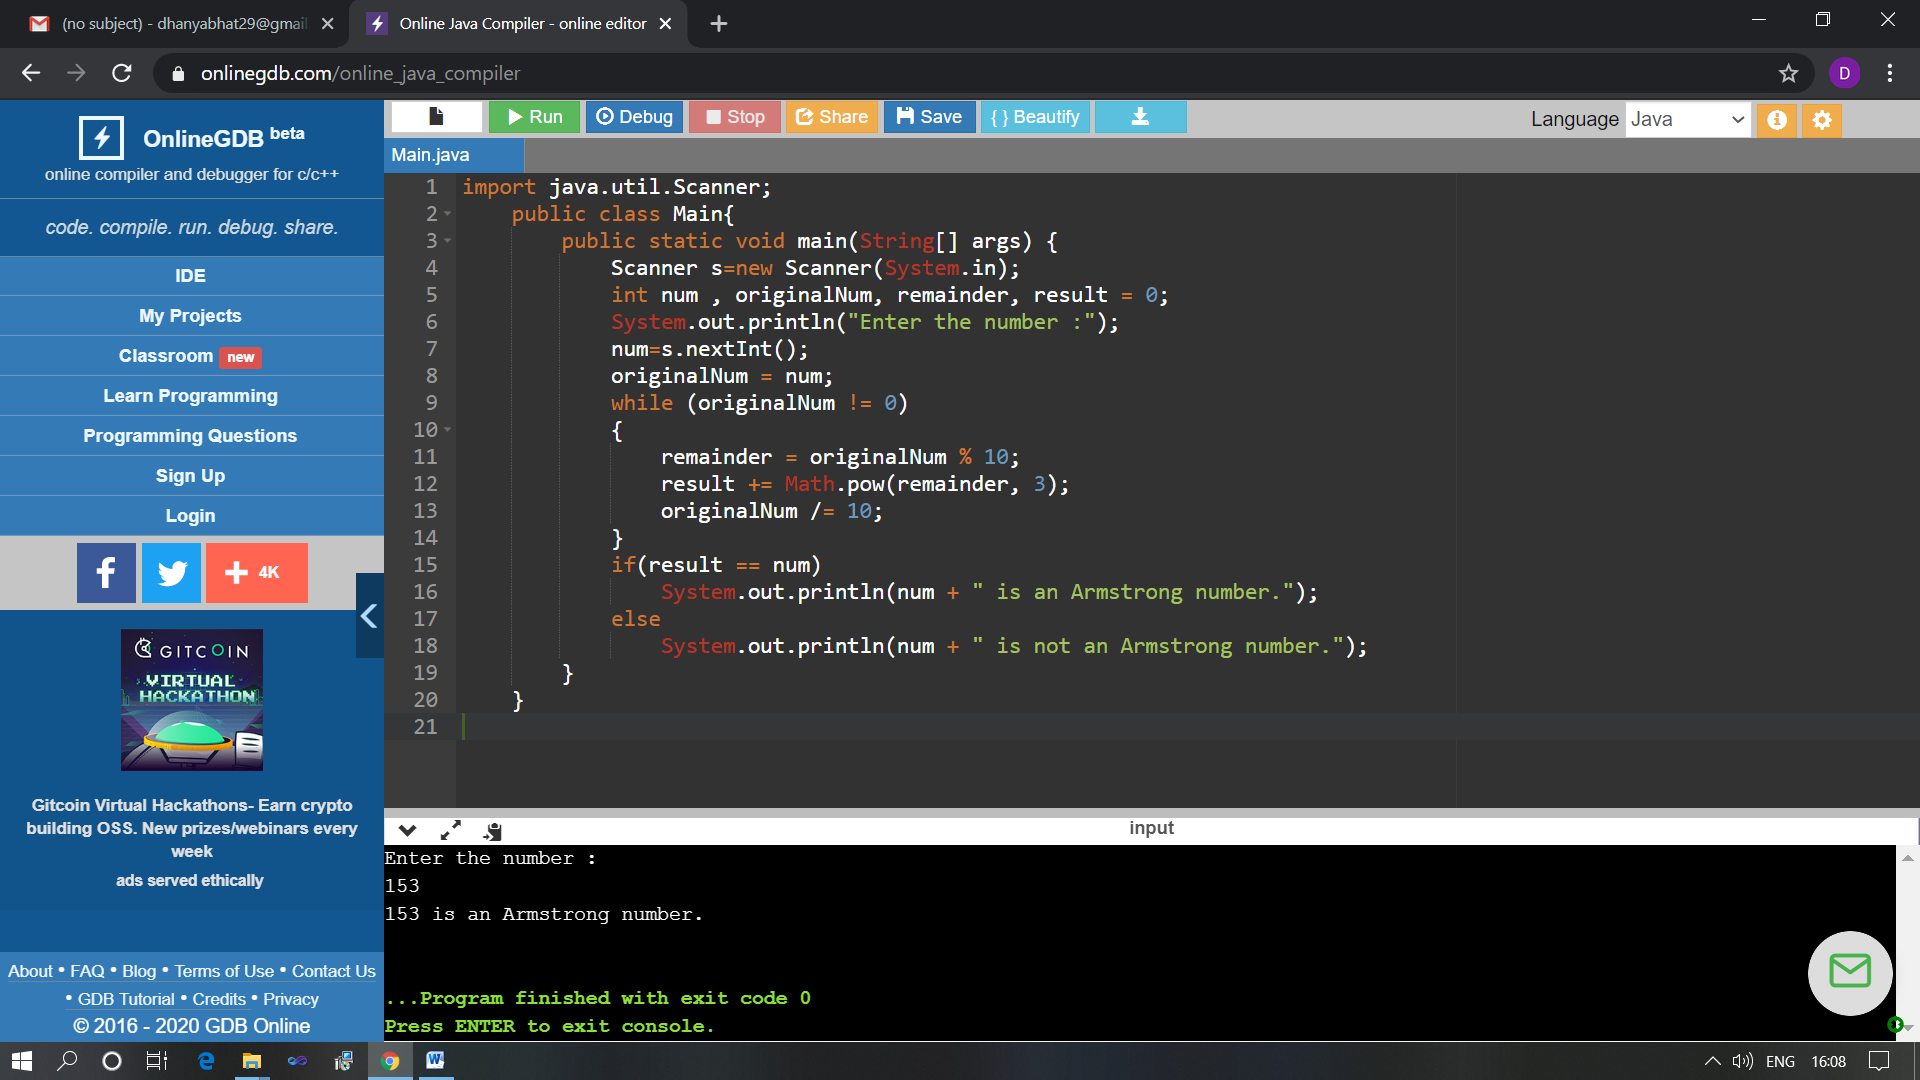 (no subject) - dhanyabhat29@gmai
Online Java Compiler - online editor
onlinegdb.com/online_java_compiler
D
OnlineGDB beta
online compiler and debugger for c/c++
code. compile. run. debug. share.
IDE
My Projects
Classroom new
Learn Programming
Programming Questions
Sign Up
Login
+ 4K
GITCOIN
VIRTUAL
HACKATHON
Gitcoin Virtual Hackathons- Earn crypto
building OSS. New prizes/webinars every
week
ads served ethically
About • FAQ • Blog • Terms of Use • Contact Us
• GDB Tutorial • Credits • Privacy
© 2016 - 2020 GDB Online
Run Debug Stop Share Save { } Beautify
Language Java
Main.java
1 import java.util.Scanner;
2 public class Main{
3 public static void main(String[] args) {
4 Scanner s=new Scanner(System.in);
5 int num , originalNum, remainder, result = 0;
6 System.out.println("Enter the number :");
7 num=s.nextInt();
8 originalNum = num;
9 while (originalNum != 0)
10 {
11 remainder = originalNum % 10;
12 result += Math.pow(remainder, 3);
13 originalNum /= 10;
14 }
15 if(result == num)
16 System.out.println(num + " is an Armstrong number.");
17 else
18 System.out.println(num + " is not an Armstrong number.");
19 }
20 }
21
input
Enter the number :
153
153 is an Armstrong number.
...Program finished with exit code 0
Press ENTER to exit console.
ENG 16:08